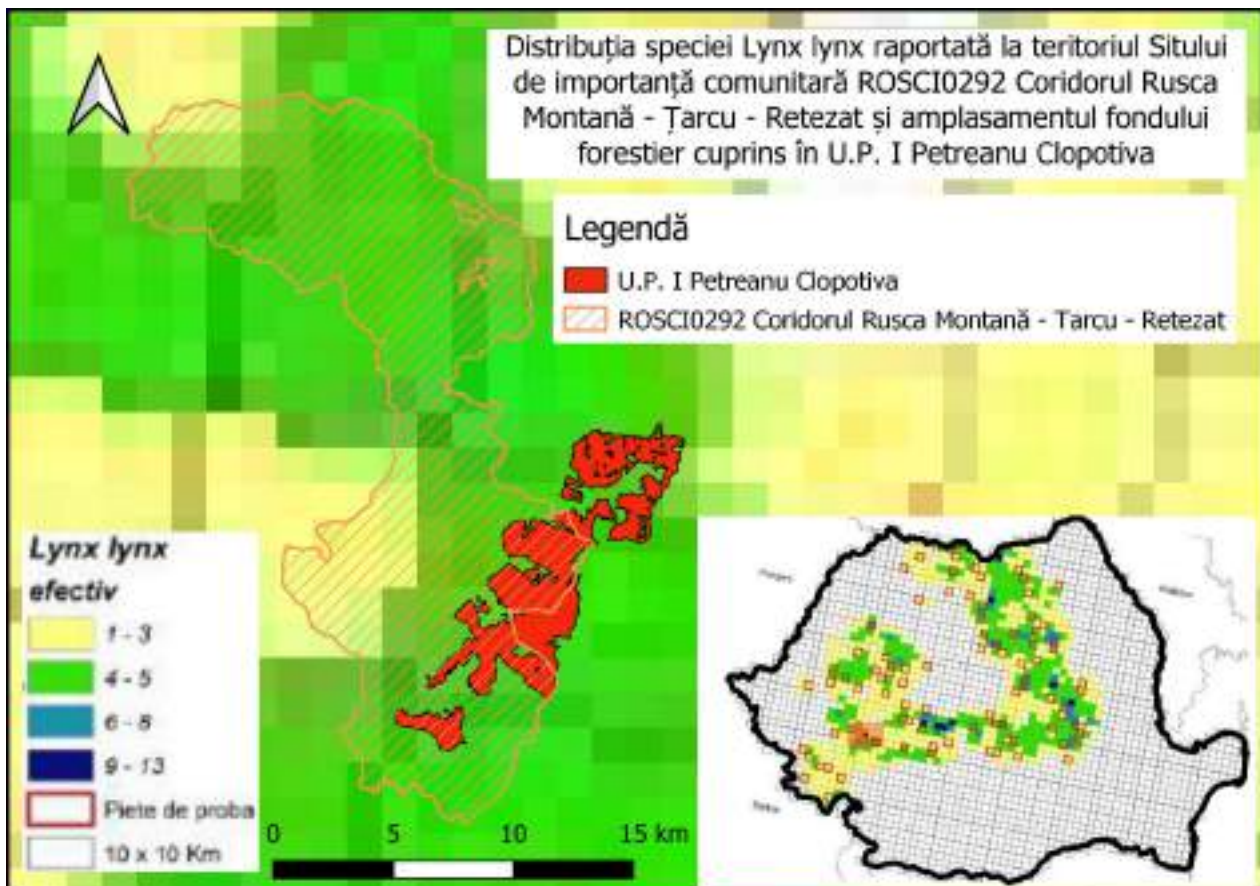 Distribuția speciei Lynx lynx raportată la teritoriul Sitului
de importanță comunitară ROSCI0292 Coridorul Rusca
Montană - Țarcu - Retezat și amplasamentul fondului
forestier cuprins în U.P. I Petreanu Clopotiva
Legendă
U.P. I Petreanu Clopotiva
ROSCI0292 Coridorul Rusca Montană - Tarcu - Retezat
Lynx lynx
efectiv
1 - 3
4 - 5
6 - 8
9 - 13
Piete de proba
10 x 10 Km
0 5 10 15 km